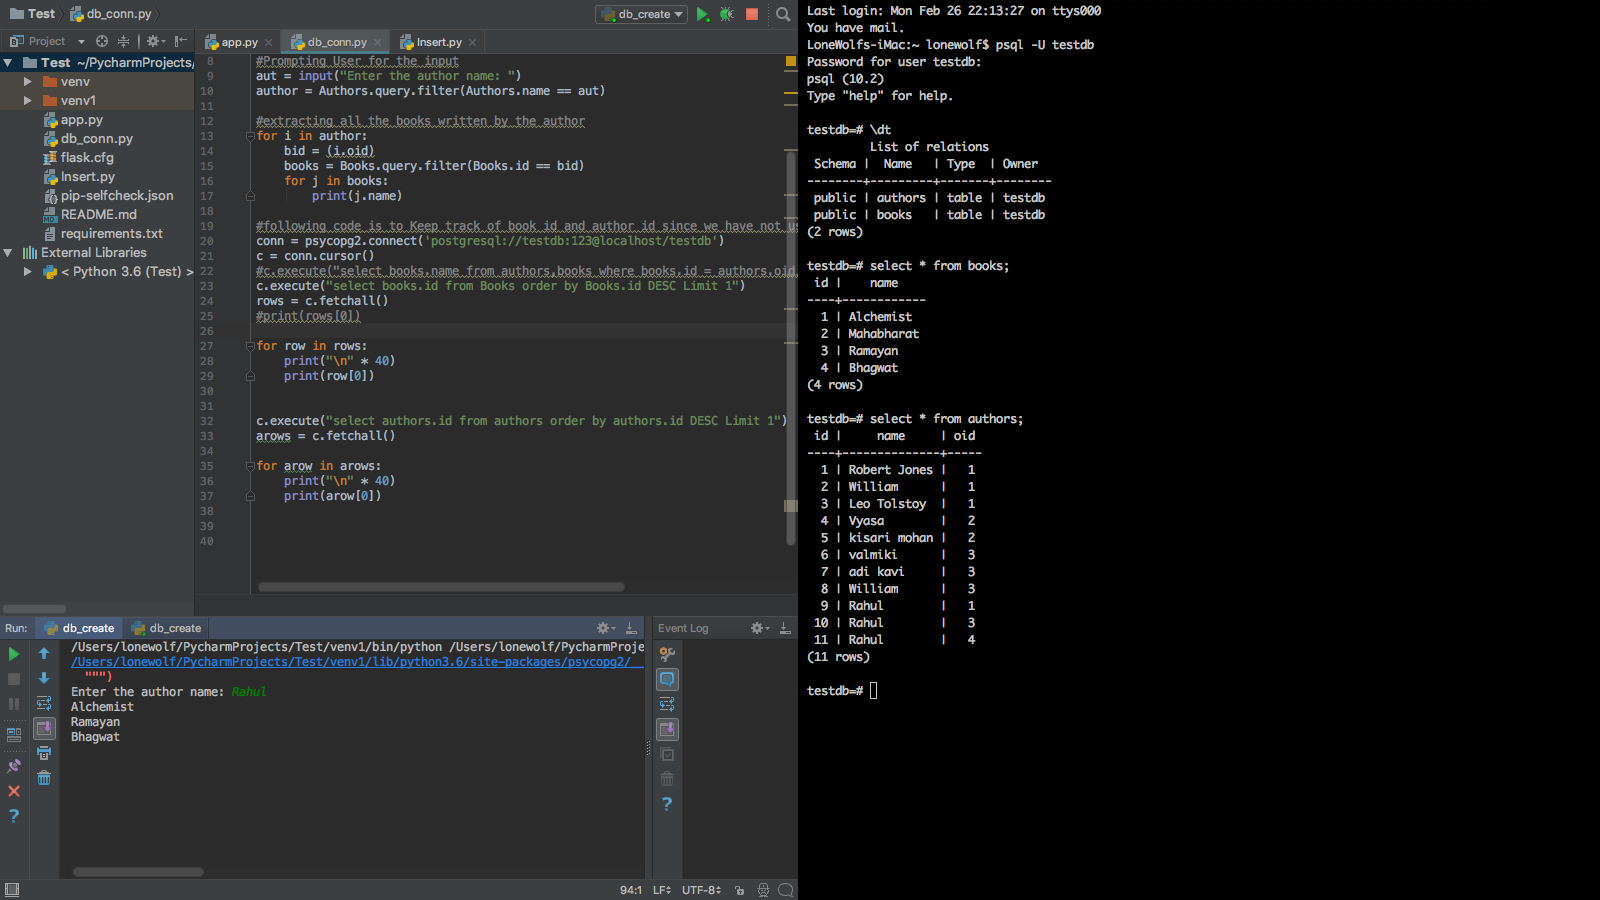 Test db_conn.py db_create
Project
app.py db_conn.py Insert.py
Test ~/PycharmProjects/
venv
venv1
app.py
db_conn.py
flask.cfg
Insert.py
pip-selfcheck.json
README.md
requirements.txt
External Libraries
< Python 3.6 (Test) >
8 #Prompting User for the input
9 aut = input("Enter the author name: ")
10 author = Authors.query.filter(Authors.name == aut)
11
12 #extracting all the books written by the author
13 for i in author:
14 bid = (i.oid)
15 books = Books.query.filter(Books.id == bid)
16 for j in books:
17 print(j.name)
18
19 #following code is to Keep track of book id and author id since we have not us
20 conn = psycopg2.connect('postgresql://testdb:123@localhost/testdb')
21 c = conn.cursor()
22 #c.execute("select books.name from authors,books where books.id = authors.oid
23 c.execute("select books.id from Books order by Books.id DESC Limit 1")
24 rows = c.fetchall()
25 #print(rows[0])
26
27 for row in rows:
28 print("\n" * 40)
29 print(row[0])
30
31
32 c.execute("select authors.id from authors order by authors.id DESC Limit 1")
33 arows = c.fetchall()
34
35 for arow in arows:
36 print("\n" * 40)
37 print(arow[0])
38
39
40
Run: db_create db_create
/Users/lonewolf/PycharmProjects/Test/venv1/bin/python /Users/lonewolf/PycharmProje
/Users/lonewolf/PycharmProjects/Test/venv1/lib/python3.6/site-packages/psycopg2/__
""")
Enter the author name: Rahul
Alchemist
Ramayan
Bhagwat
Event Log
94:1 LF÷ UTF-8÷
Last login: Mon Feb 26 22:13:27 on ttys000
You have mail.
LoneWolfs-iMac:~ lonewolf$ psql -U testdb
Password for user testdb:
psql (10.2)
Type "help" for help.
testdb=# \dt
List of relations
Schema | Name | Type | Owner
--------+---------+-------+--------
public | authors | table | testdb
public | books | table | testdb
(2 rows)
testdb=# select * from books;
id | name
----+------------
1 | Alchemist
2 | Mahabharat
3 | Ramayan
4 | Bhagwat
(4 rows)
testdb=# select * from authors;
id | name | oid
----+--------------+-----
1 | Robert Jones | 1
2 | William | 1
3 | Leo Tolstoy | 1
4 | Vyasa | 2
5 | kisari mohan | 2
6 | valmiki | 3
7 | adi kavi | 3
8 | William | 3
9 | Rahul | 1
10 | Rahul | 3
11 | Rahul | 4
(11 rows)
testdb=#